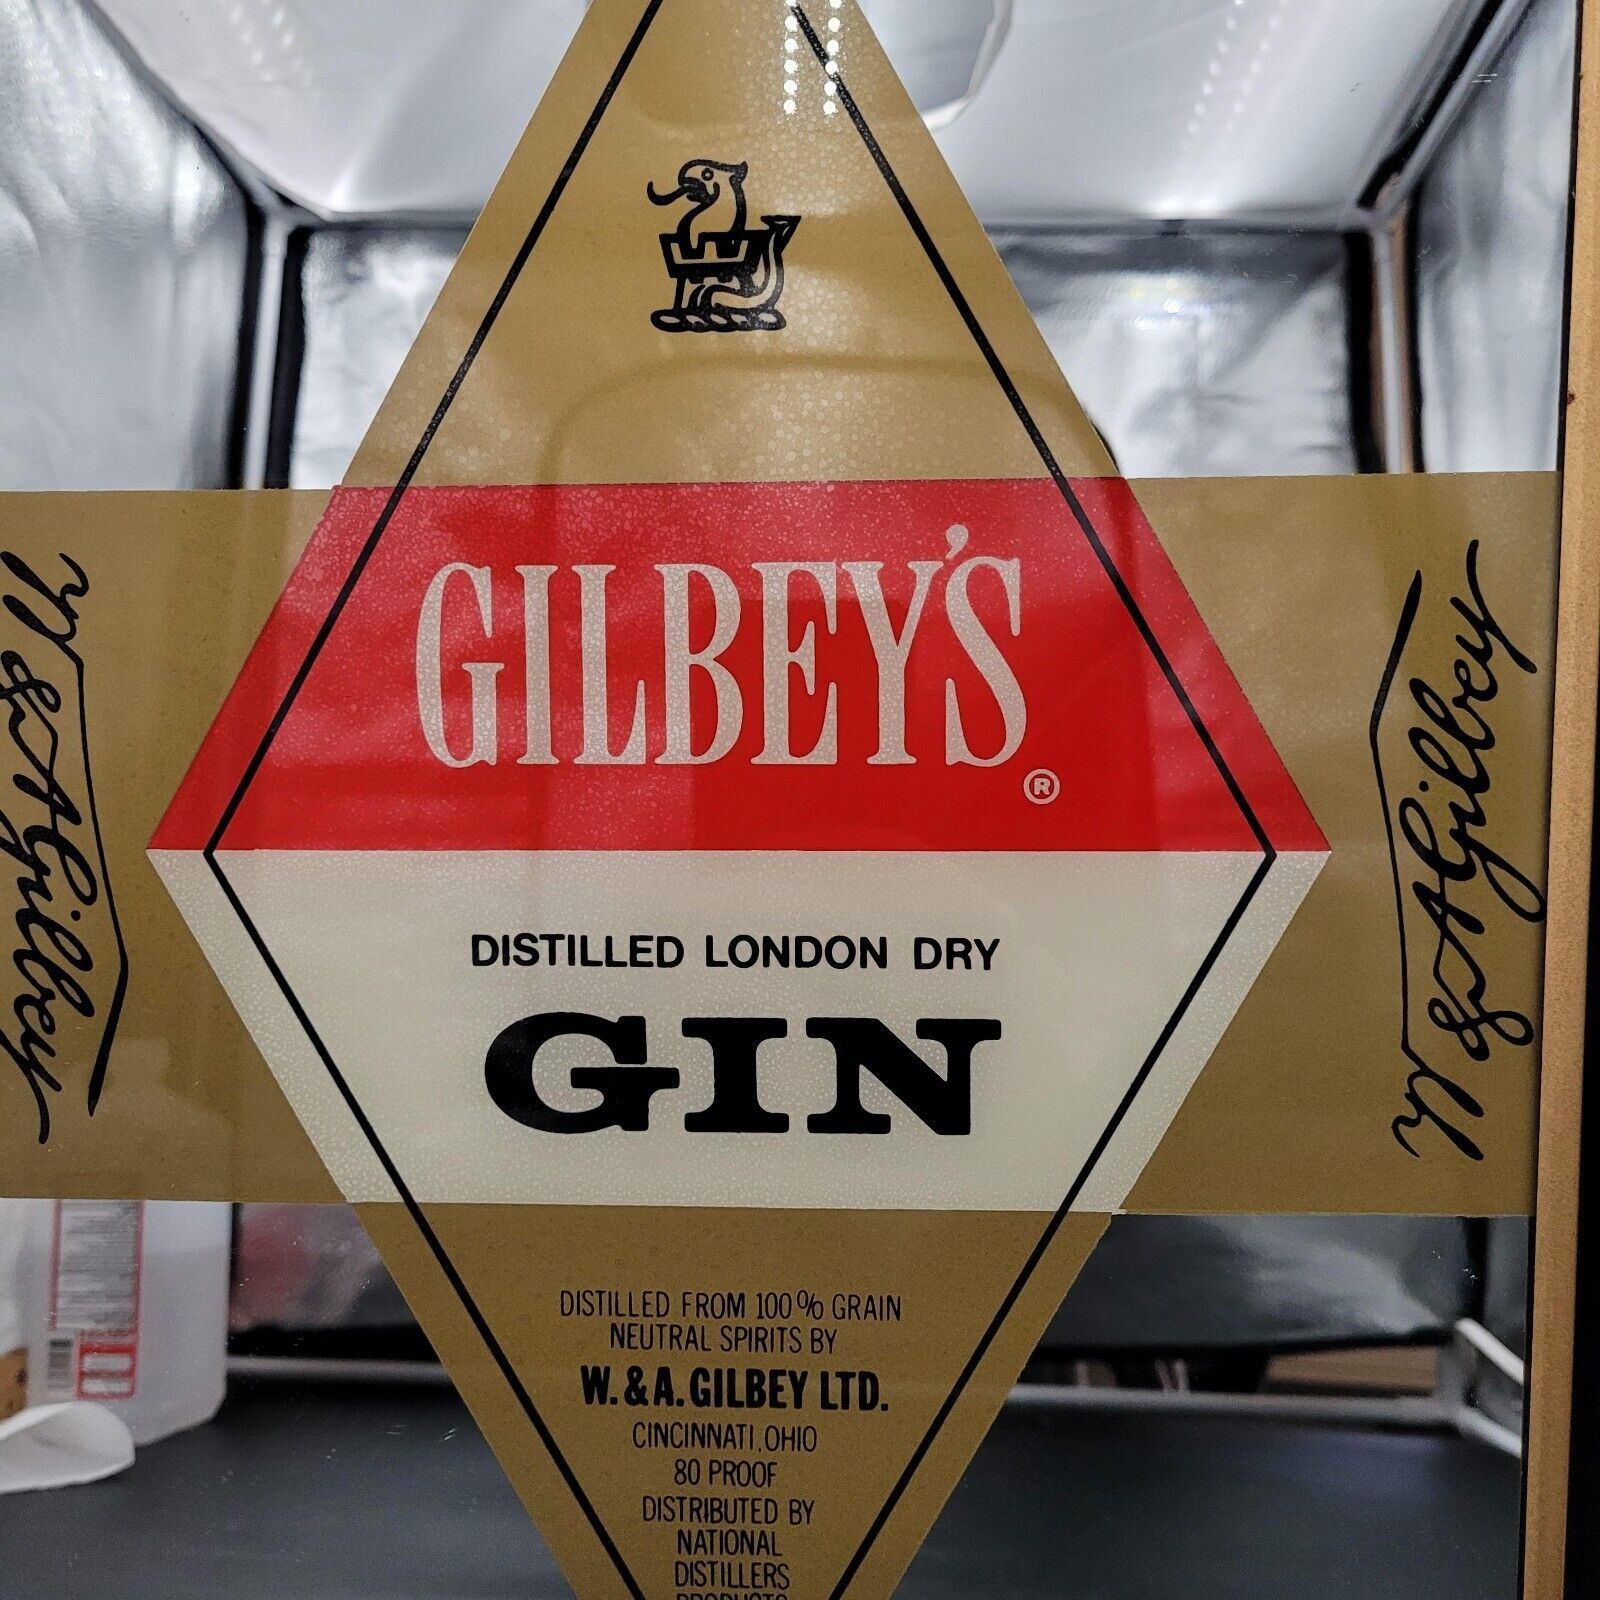 GILBEY'S
®
DISTILLED LONDON DRY
GIN
W & A Gilbey
W & A Gilbey
DISTILLED FROM 100% GRAIN
NEUTRAL SPIRITS BY
W. & A. GILBEY LTD.
CINCINNATI, OHIO
80 PROOF
DISTRIBUTED BY
NATIONAL
DISTILLERS
PRODUCTS